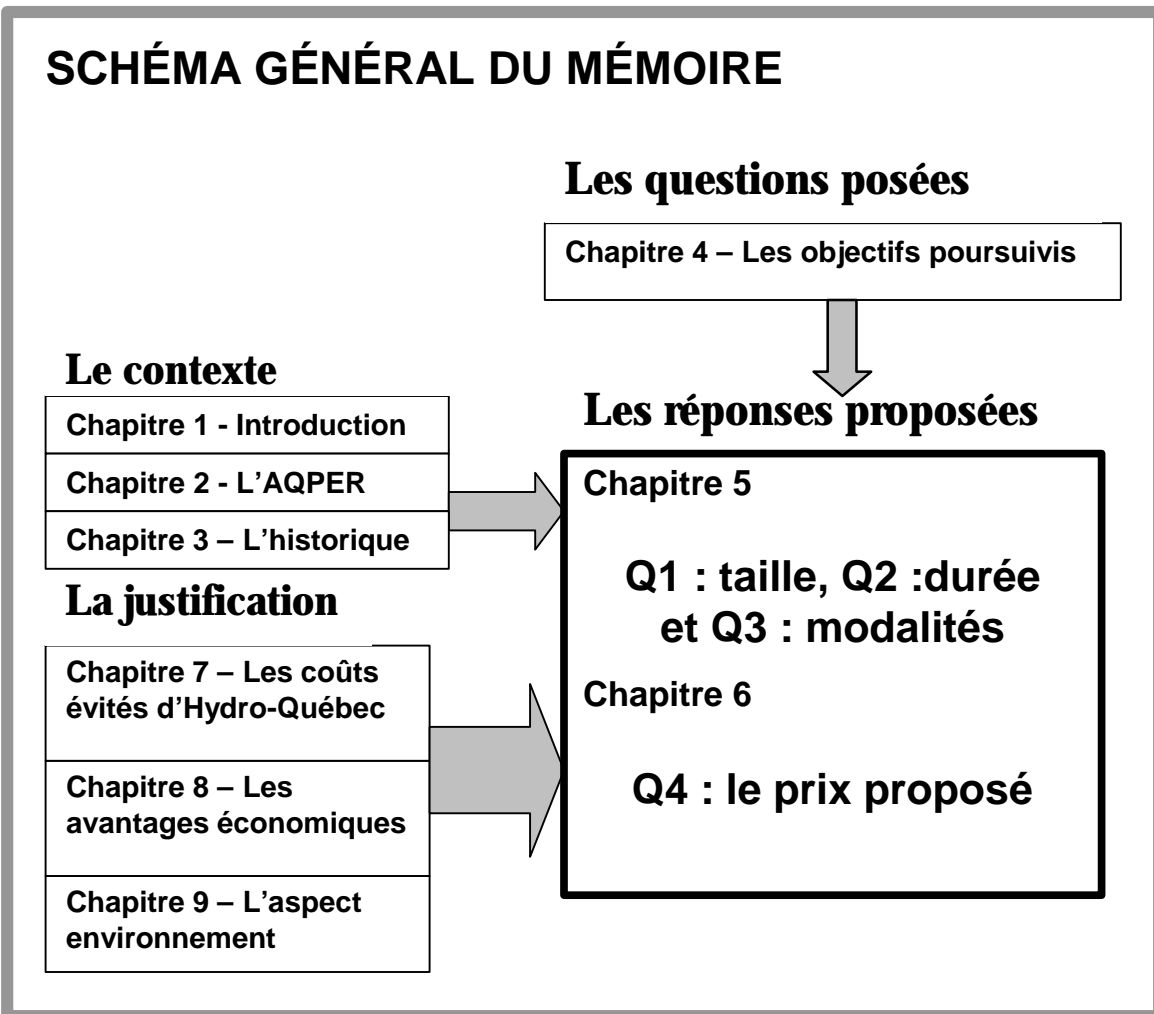 SCHÉMA GÉNÉRAL DU MÉMOIRE
Les questions posées
Chapitre 4 – Les objectifs poursuivis
Le contexte
Chapitre 1 - Introduction
Chapitre 2 - L'AQPER
Chapitre 3 – L'historique
La justification
Chapitre 7 – Les coûts
évités d'Hydro-Québec
Chapitre 8 – Les
avantages économiques
Chapitre 9 – L'aspect
environnement
Les réponses proposées
Chapitre 5
Q1 : taille, Q2 :durée
et Q3 : modalités
Chapitre 6
Q4 : le prix proposé